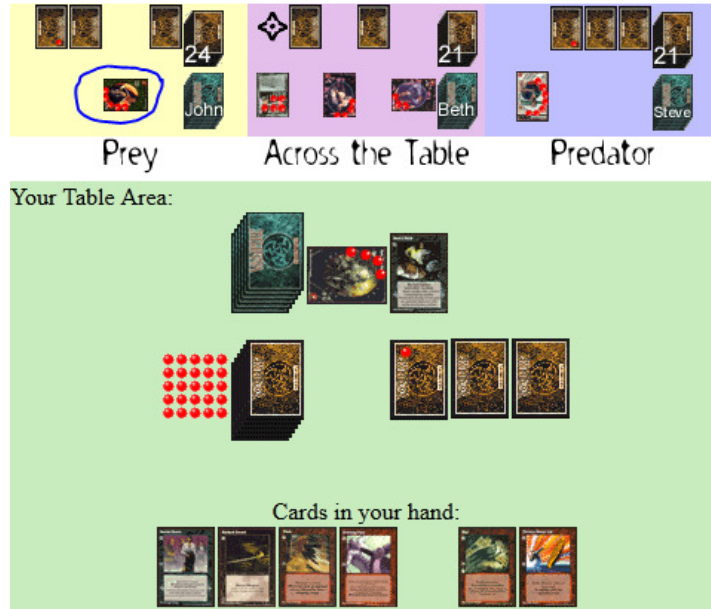 24
21
21
John
Beth
Steve
Prey
Across the Table
Predator
Your Table Area:
Cards in your hand: